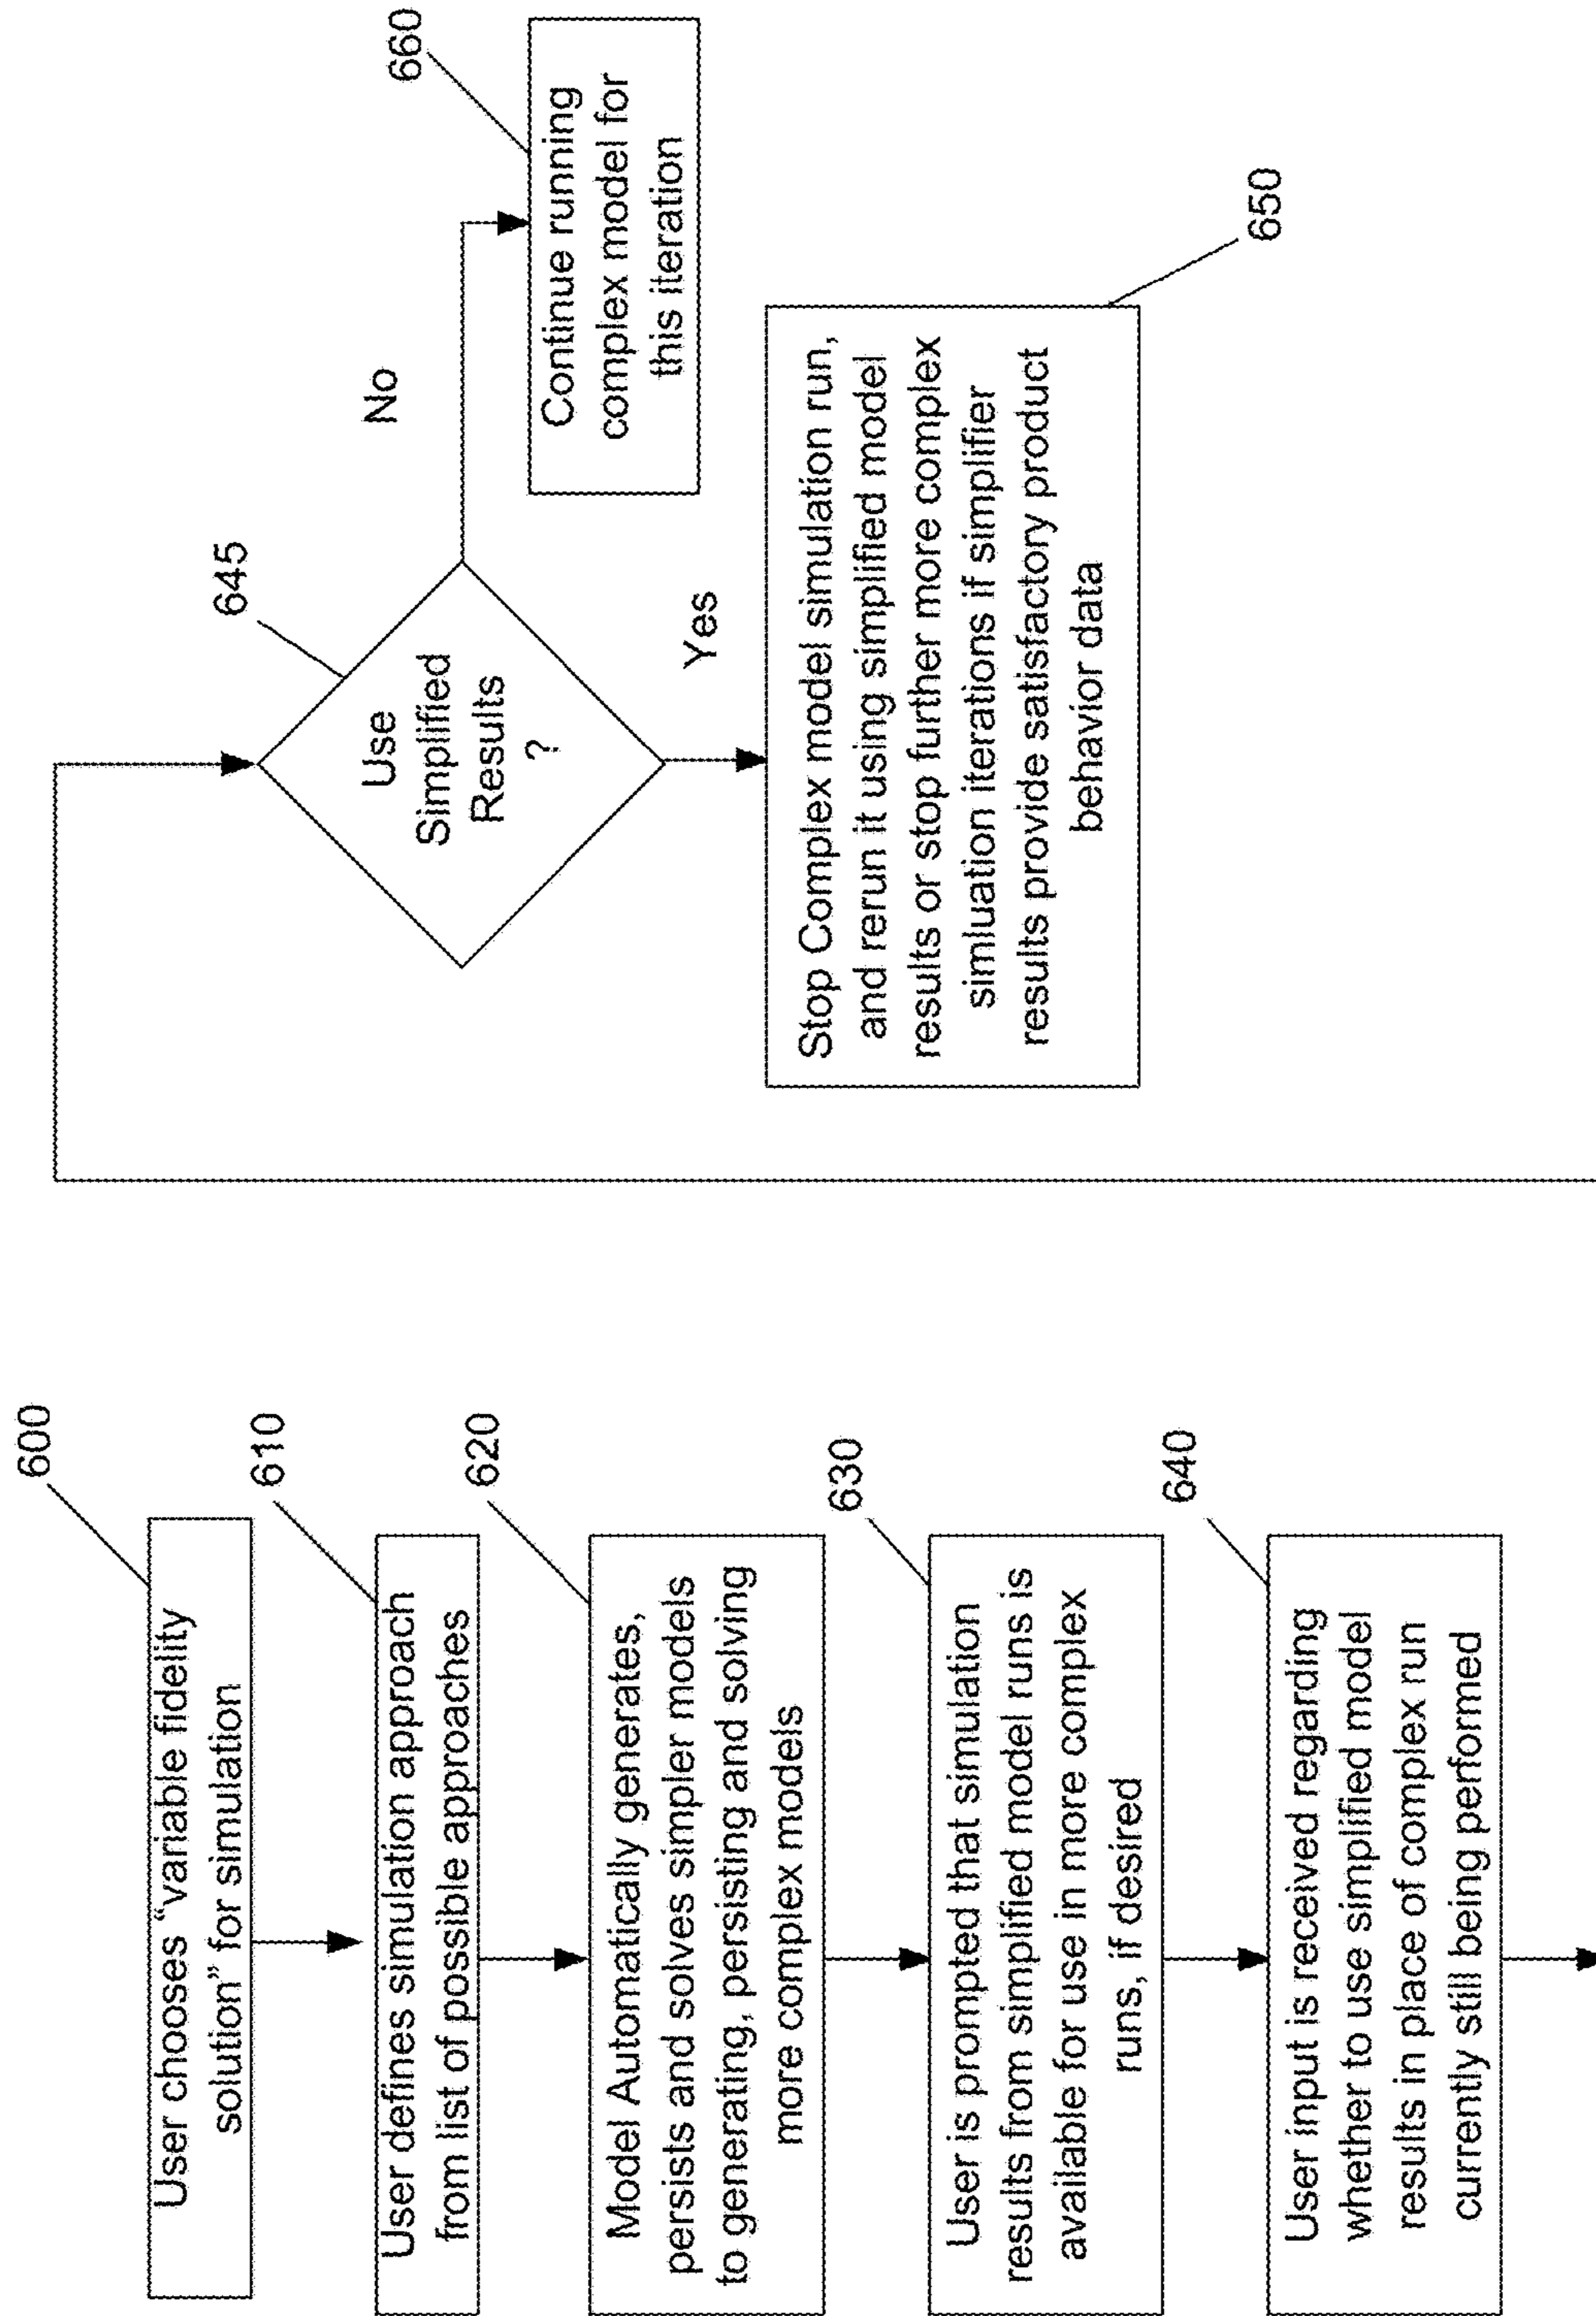 600
User chooses "variable fidelity
solution" for simulation
610
User defines simulation approach
from list of possible approaches
620
Model Automatically generates,
persists and solves simpler models
to generating, persisting and solving
more complex models
630
User is prompted that simulation
results from simplified model runs is
available for use in more complex
runs, if desired
640
User input is received regarding
whether to use simplified model
results in place of complex run
currently still being performed
645
Use
Simplified
Results
?
No
660
Continue running
complex model for
this iteration
Yes
650
Stop Complex model simulation run,
and rerun it using simplified model
results or stop further more complex
simluation iterations if simplifier
results provide satisfactory product
behavior data